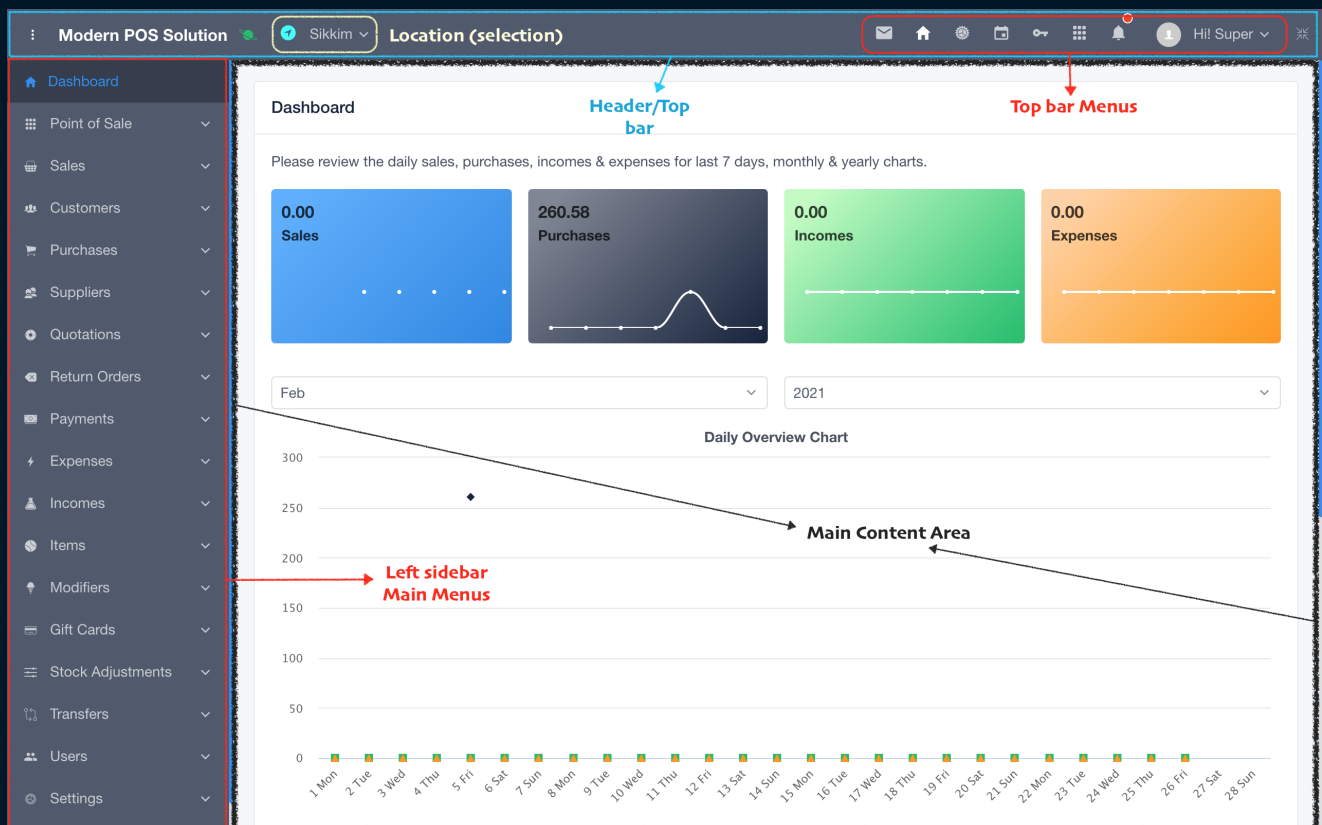 Modern POS Solution
Sikkim
Location (selection)
Hi! Super
Dashboard
Point of Sale
Sales
Customers
Purchases
Suppliers
Quotations
Return Orders
Payments
Expenses
Incomes
Items
Modifiers
Gift Cards
Stock Adjustments
Transfers
Users
Settings
Header/Top
bar
Top bar Menus
Dashboard
Please review the daily sales, purchases, incomes & expenses for last 7 days, monthly & yearly charts.
0.00
Sales
260.58
Purchases
0.00
Incomes
0.00
Expenses
Feb
2021
Daily Overview Chart
300
250
200
150
100
50
0
Main Content Area
Left sidebar
Main Menus
1 Mon
2 Tue
3 Wed
4 Thu
5 Fri
6 Sat
7 Sun
8 Mon
9 Tue
10 Wed
11 Thu
12 Fri
13 Sat
14 Sun
15 Mon
16 Tue
17 Wed
18 Thu
19 Fri
20 Sat
21 Sun
22 Mon
23 Tue
24 Wed
25 Thu
26 Fri
27 Sat
28 Sun